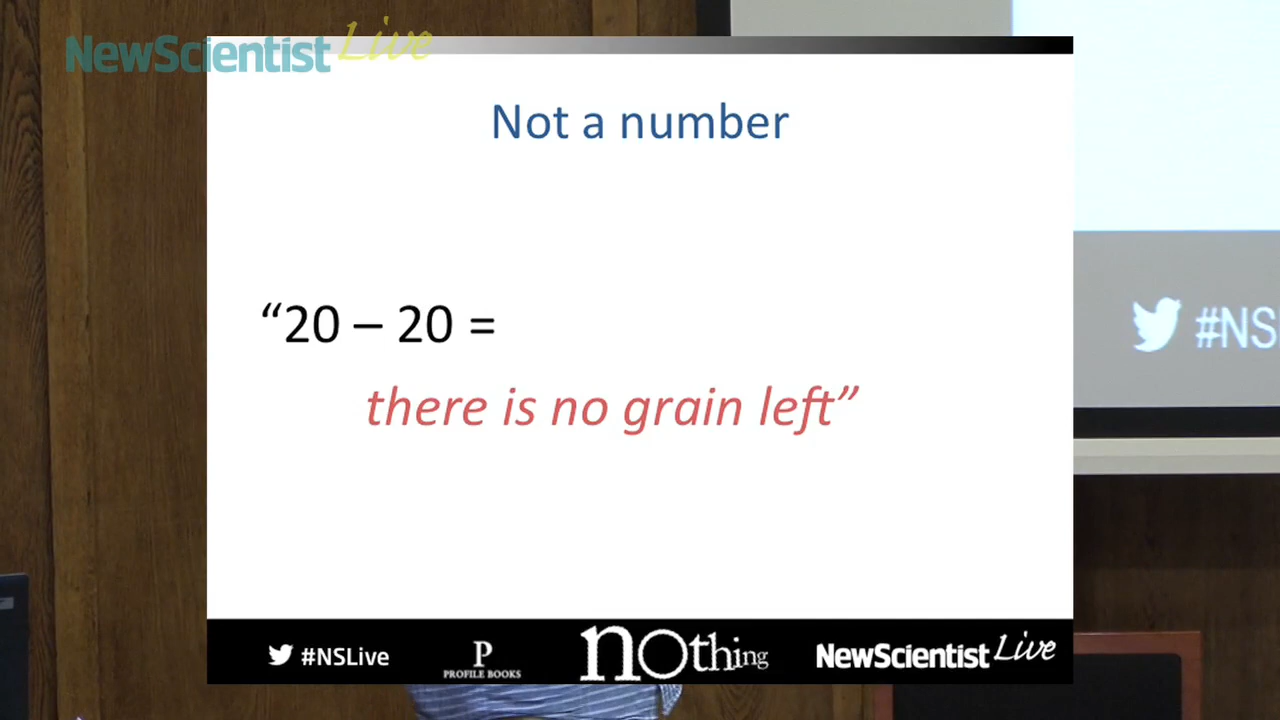 NewScientist Live
Not a number
“20 – 20 =
there is no grain left”
#NS
#NSLive
P
PROFILE BOOKS
nothing
NewScientist Live